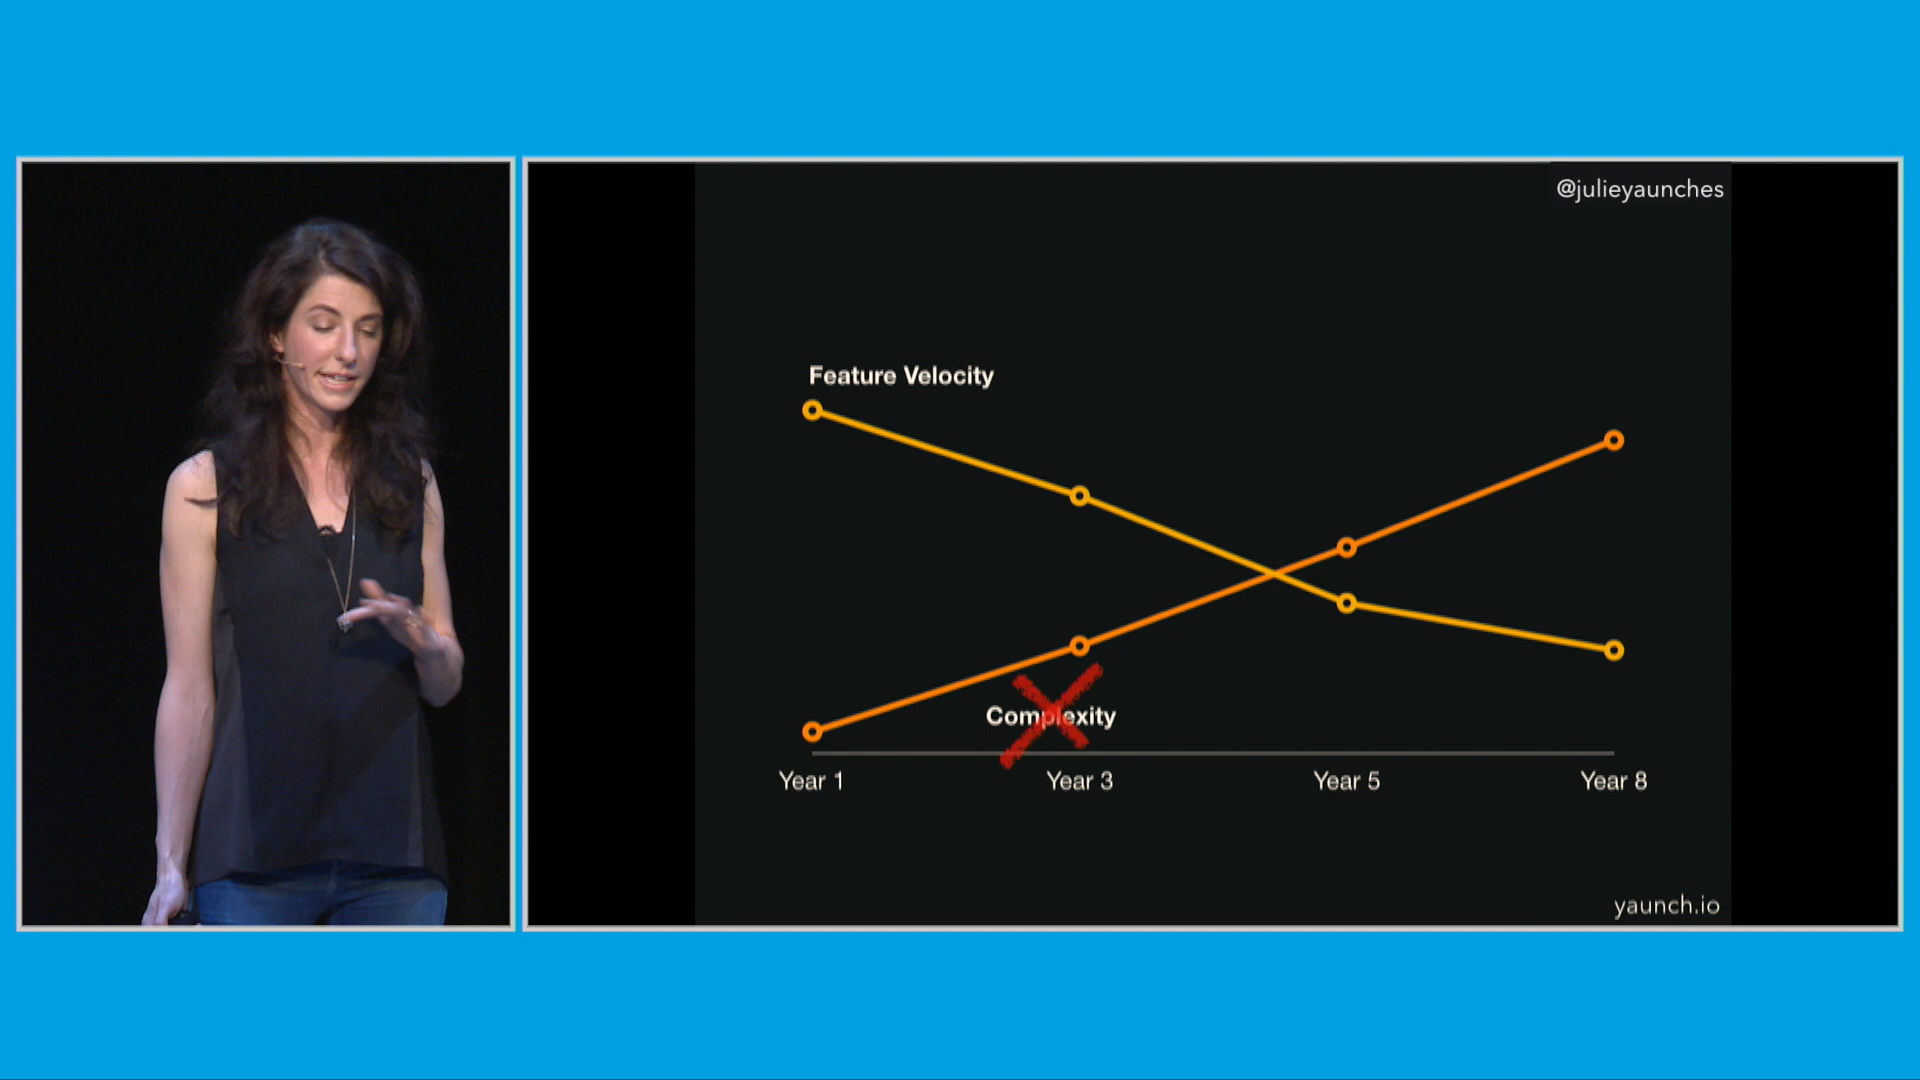 @julieyaunches
Feature Velocity
Complexity
Year 1
Year 3
Year 5
Year 8
yaunch.io